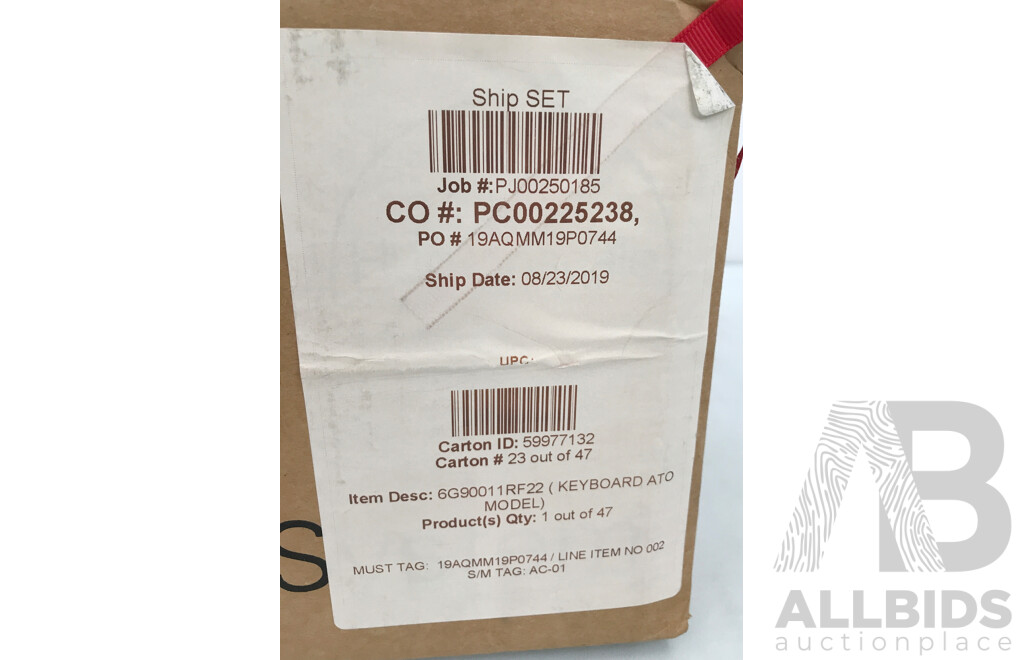 Ship SET
Job #:PJ00250185
CO #: PC00225238,
PO # 19AQMM19P0744
Ship Date: 08/23/2019
UPC:
Carton ID: 59977132
Carton # 23 out of 47
Item Desc: 6G90011RF22 ( KEYBOARD ATO
MODEL)
Product(s) Qty: 1 out of 47
MUST TAG: 19AQMM19P0744 / LINE ITEM NO 002
S/M TAG: AC-01
S
AB
ALLBIDS
auctionplace